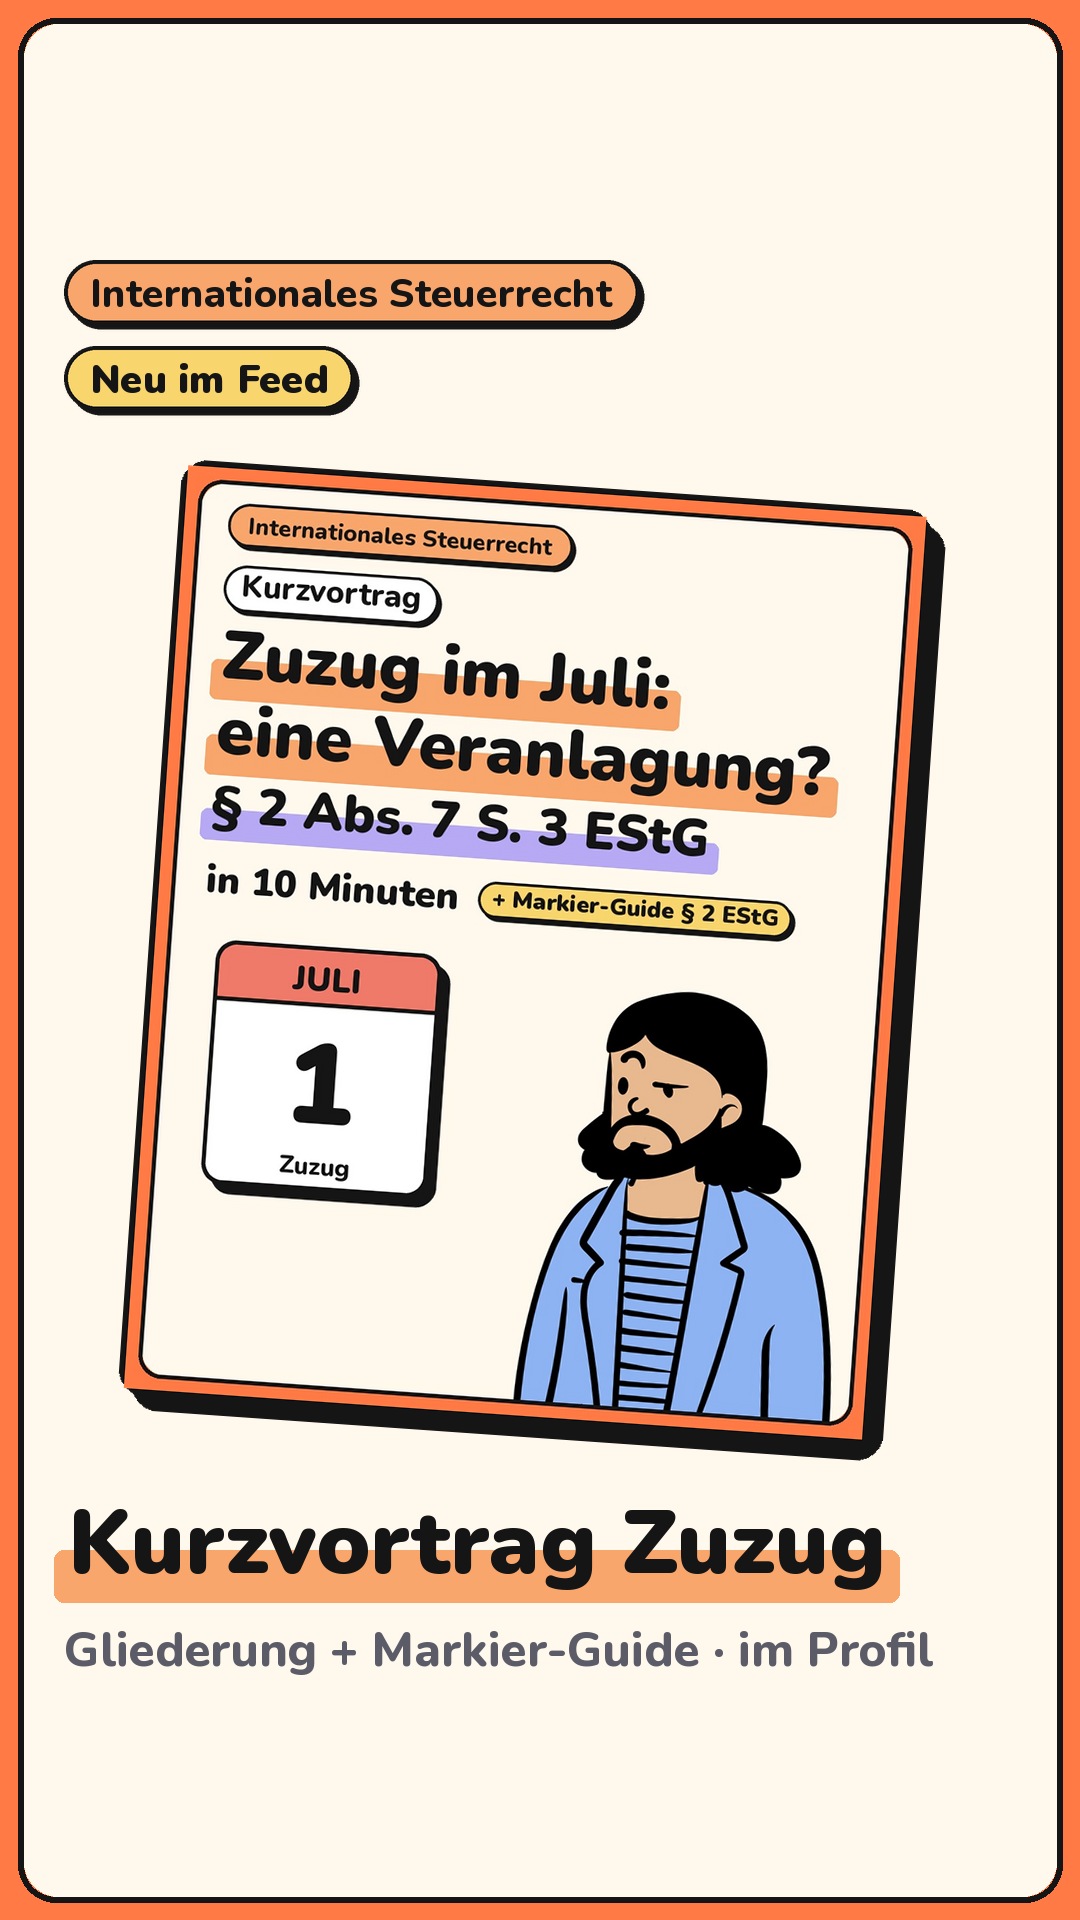 Internationales Steuerrecht
Neu im Feed
Internationales Steuerrecht
Kurzvortrag
Zuzug im Juli:
eine Veranlagung?
§ 2 Abs. 7 S. 3 EStG
in 10 Minuten
+ Markier-Guide § 2 EStG
JULI
1
Zuzug
Kurzvortrag Zuzug
Gliederung + Markier-Guide · im Profil